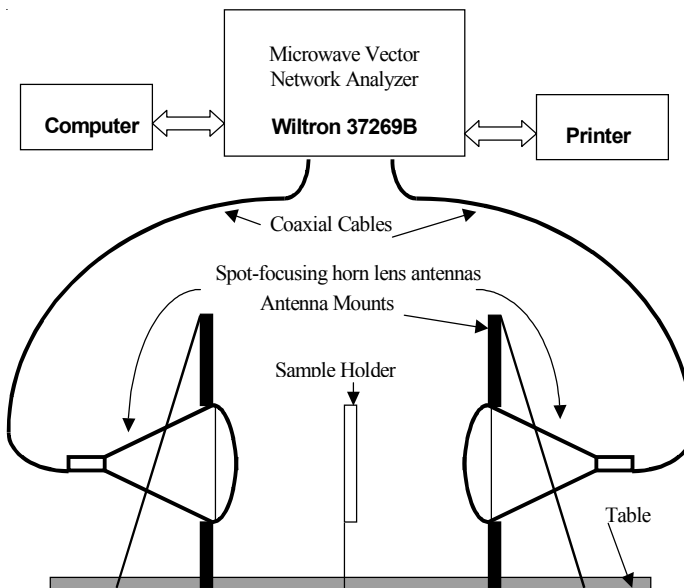 Microwave Vector
Network Analyzer
Wiltron 37269B
Computer
Printer
Coaxial Cables
Spot-focusing horn lens antennas
Antenna Mounts
Sample Holder
Table